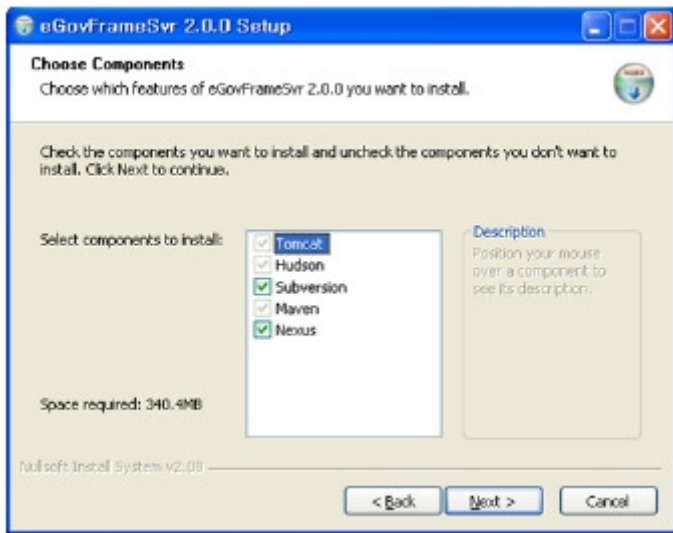 eGovFrameSvr 2.0.0 Setup
Choose Components
Choose which features of eGovFrameSvr 2.0.0 you want to install.
Check the components you want to install and uncheck the components you don't want to
install. Click Next to continue.
Select components to install:
Tomcat
Hudson
Subversion
Maven
Nexus
Description
Position your mouse
over a component to
see its description.
Space required: 340.4MB
Nullsoft Install System v2.08
< Back
Next >
Cancel